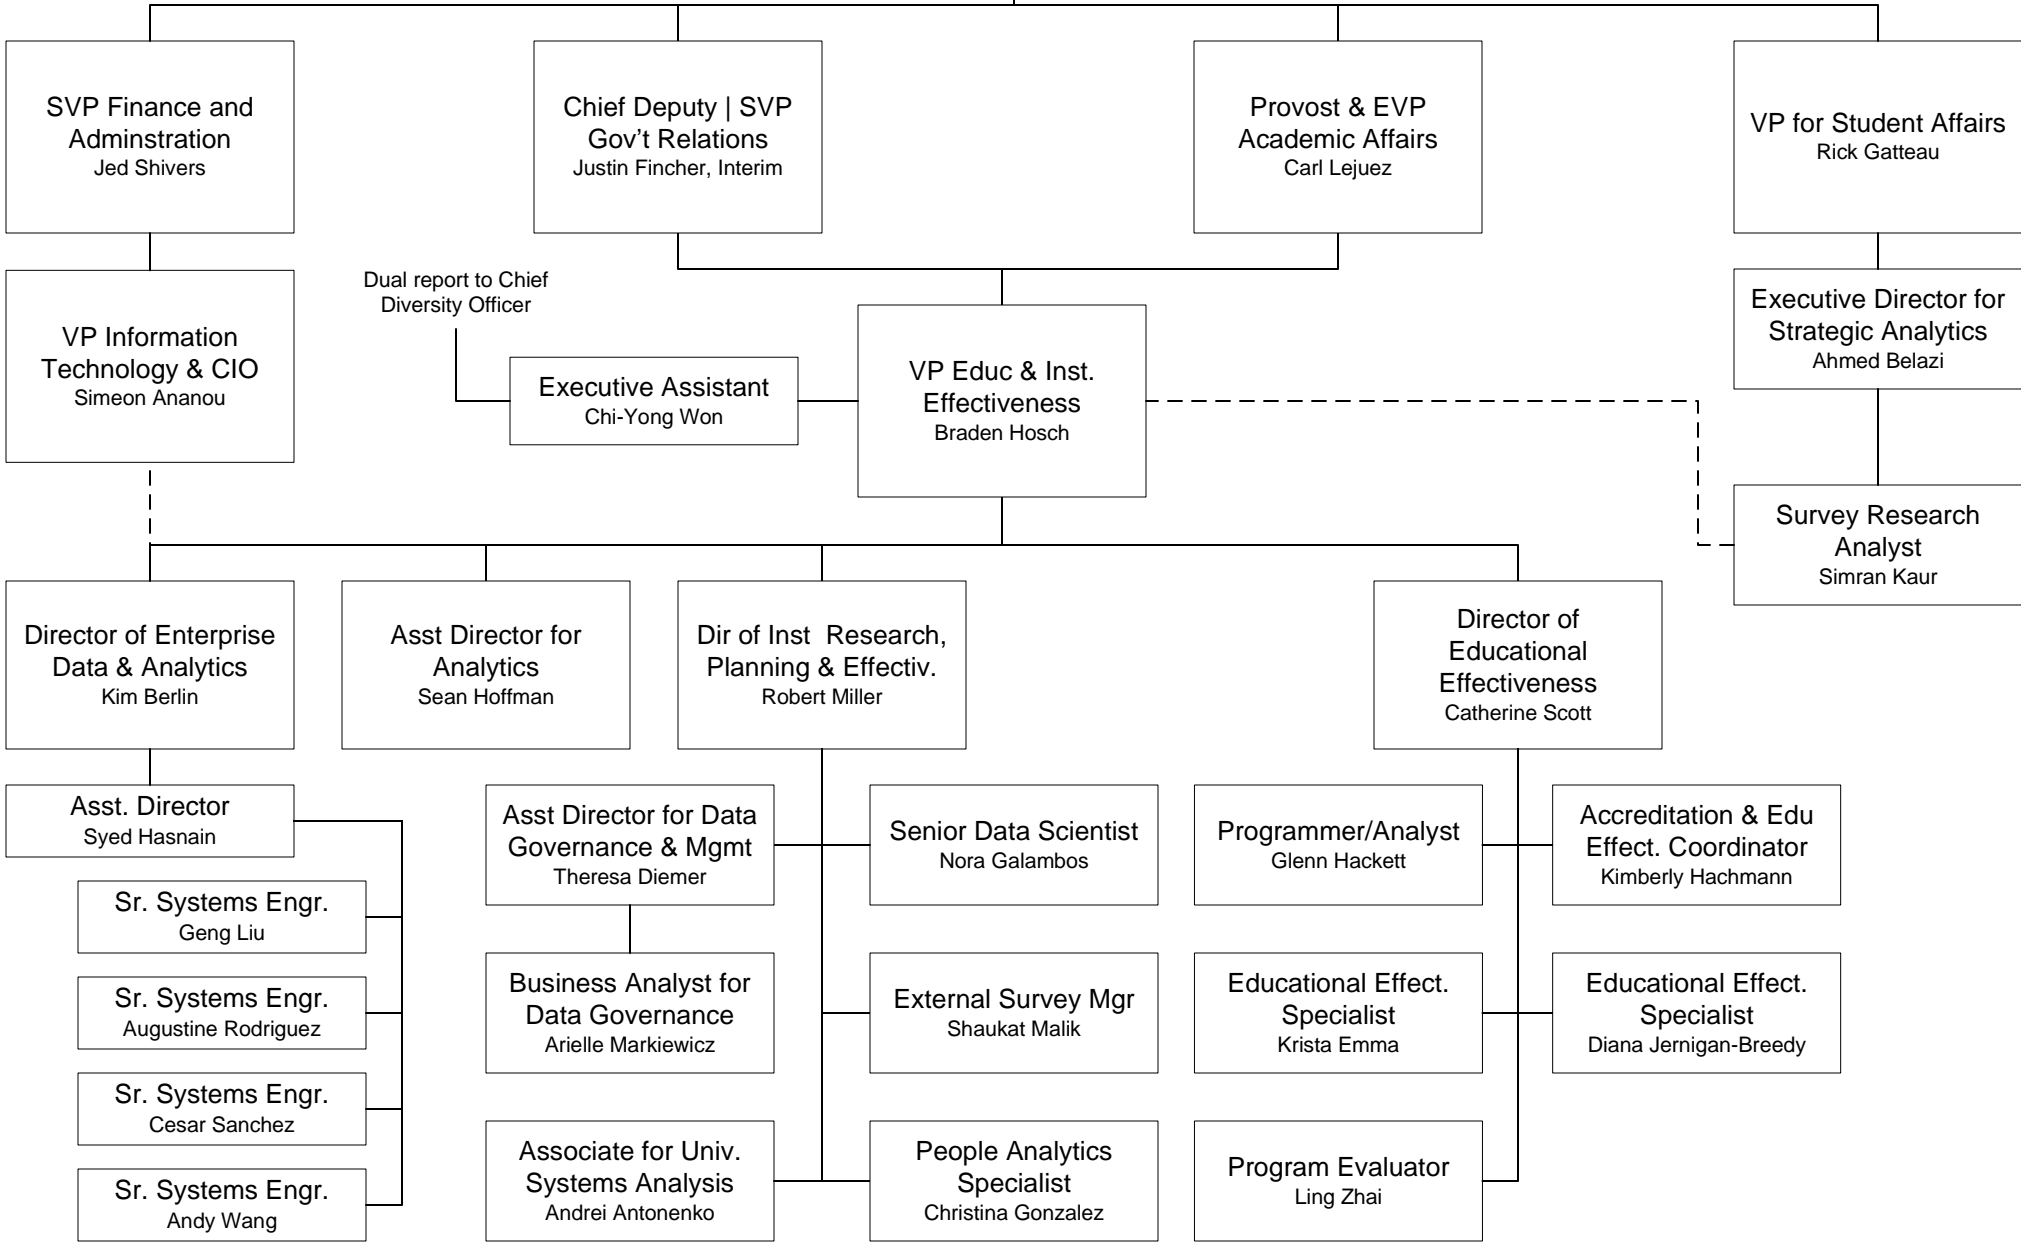 SVP Finance and
Adminstration
Jed Shivers
Chief Deputy | SVP
Gov't Relations
Justin Fincher, Interim
Provost & EVP
Academic Affairs
Carl Lejuez
VP for Student Affairs
Rick Gatteau
VP Information
Technology & CIO
Simeon Ananou
Dual report to Chief
Diversity Officer
Executive Assistant
Chi-Yong Won
VP Educ & Inst.
Effectiveness
Braden Hosch
Executive Director for
Strategic Analytics
Ahmed Belazi
Survey Research
Analyst
Simran Kaur
Director of Enterprise
Data & Analytics
Kim Berlin
Asst Director for
Analytics
Sean Hoffman
Dir of Inst  Research,
Planning & Effectiv.
Robert Miller
Director of
Educational
Effectiveness
Catherine Scott
Asst. Director
Syed Hasnain
Sr. Systems Engr.
Geng Liu
Sr. Systems Engr.
Augustine Rodriguez
Sr. Systems Engr.
Cesar Sanchez
Sr. Systems Engr.
Andy Wang
Asst Director for Data
Governance & Mgmt
Theresa Diemer
Senior Data Scientist
Nora Galambos
Business Analyst for
Data Governance
Arielle Markiewicz
External Survey Mgr
Shaukat Malik
Associate for Univ.
Systems Analysis
Andrei Antonenko
People Analytics
Specialist
Christina Gonzalez
Programmer/Analyst
Glenn Hackett
Accreditation & Edu
Effect. Coordinator
Kimberly Hachmann
Educational Effect.
Specialist
Krista Emma
Educational Effect.
Specialist
Diana Jernigan-Breedy
Program Evaluator
Ling Zhai